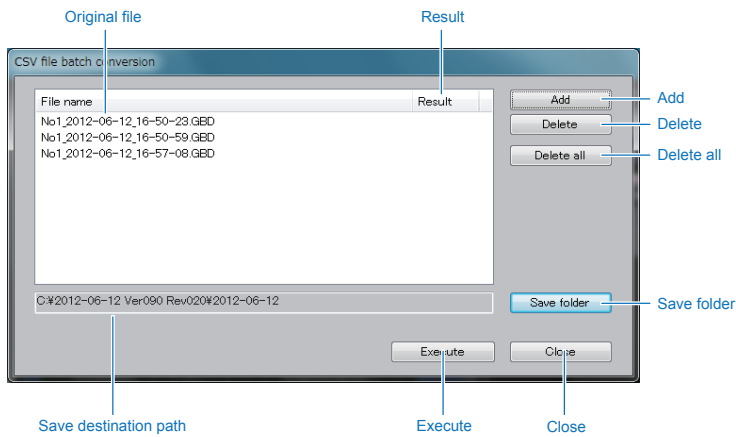 Original file
Result
CSV file batch conversion
File name
Result
Add
Add
No1_2012-06-12_16-50-23.GBD
Delete
Delete
No1_2012-06-12_16-50-59.GBD
No1_2012-06-12_16-57-08.GBD
Delete all
Delete all
C:¥2012-06-12 Ver090 Rev020¥2012-06-12
Save folder
Save folder
Execute
Close
Save destination path
Execute
Close